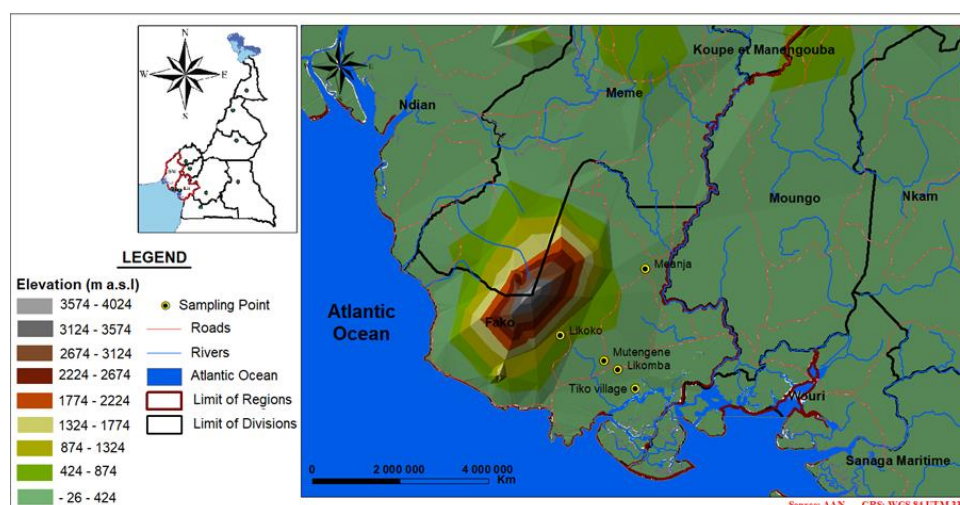 N
W
E
LEGEND
Elevation (m a.s.l)
3574 - 4024
3124 - 3574
2674 - 3124
2224 - 2674
1774 - 2224
1324 - 1774
874 - 1324
424 - 874
- 26 - 424
Sampling Point
Roads
Rivers
Atlantic Ocean
Limit of Regions
Limit of Divisions
Koupe et Manengouba
Meme
Ndian
Moungo
Nkam
Meanja
Atlantic
Ocean
Fako
Likoko
Mutengene
Likomba
Tiko village
Wouri
Sanaga Maritime
0
2 000 000
4 000 000
Km